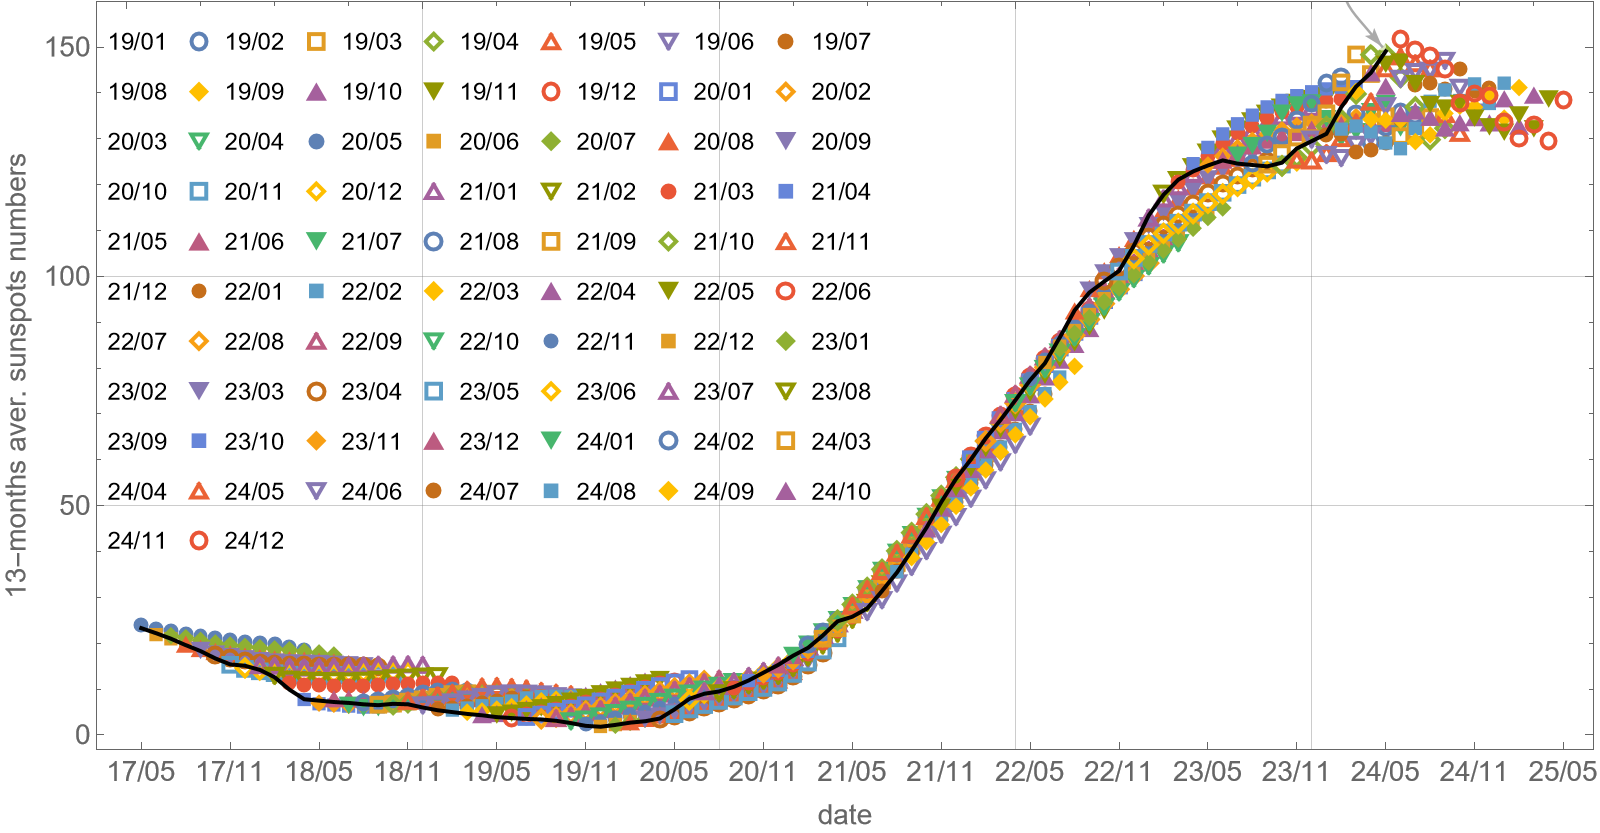 150
100
50
0
13–months aver. sunspots numbers
19/01 19/02 19/03 19/04 19/05 19/06 19/07
19/08 19/09 19/10 19/11 19/12 20/01 20/02
20/03 20/04 20/05 20/06 20/07 20/08 20/09
20/10 20/11 20/12 21/01 21/02 21/03 21/04
21/05 21/06 21/07 21/08 21/09 21/10 21/11
21/12 22/01 22/02 22/03 22/04 22/05 22/06
22/07 22/08 22/09 22/10 22/11 22/12 23/01
23/02 23/03 23/04 23/05 23/06 23/07 23/08
23/09 23/10 23/11 23/12 24/01 24/02 24/03
24/04 24/05 24/06 24/07 24/08 24/09 24/10
24/11 24/12
17/05 17/11 18/05 18/11 19/05 19/11 20/05 20/11 21/05 21/11 22/05 22/11 23/05 23/11 24/05 24/11 25/05
date